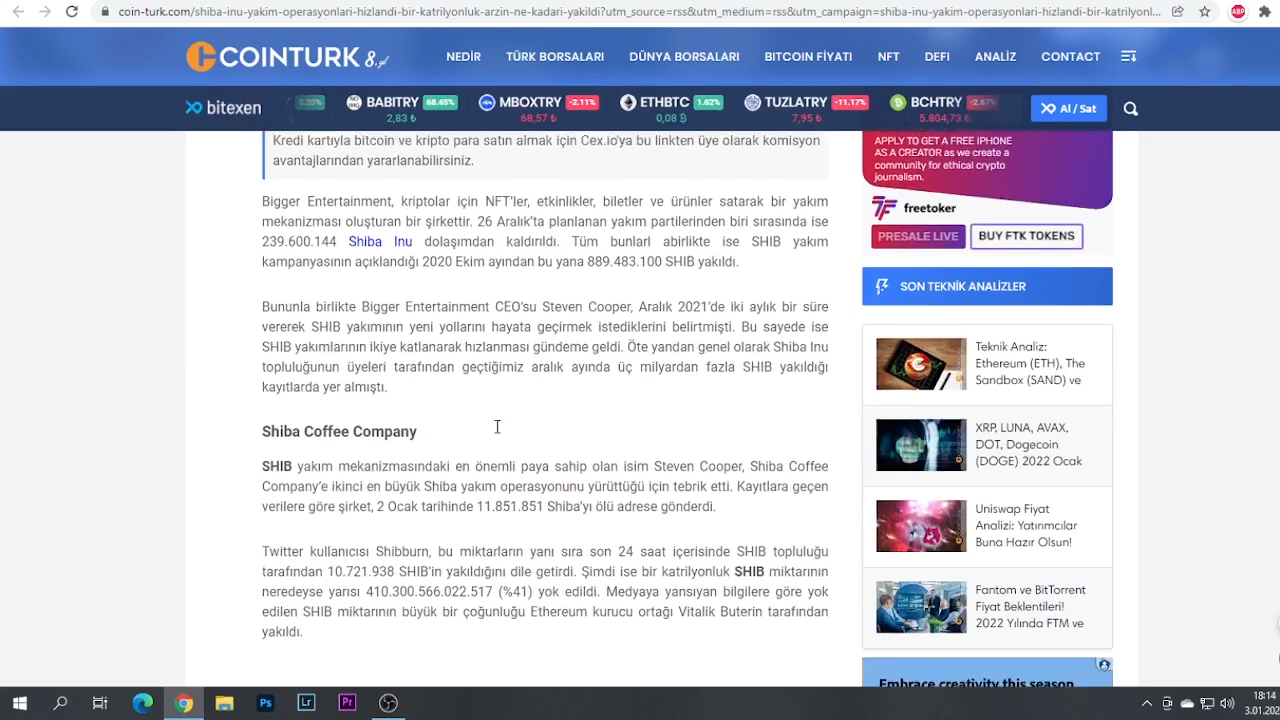 coin-turk.com/shiba-inu-yakim-operasyonlari-hizlandi-bir-katrilyonluk-arzin-ne-kadari-yakildi?utm_source=rss&utm_medium=rss&utm_campaign=shiba-inu-yakim-operasyonlari-hizlandi-bir-katrilyonl...
ABP
COINTURK 8.yıl
NEDİR TÜRK BORSALARI DÜNYA BORSALARI BITCOIN FİYATI NFT DEFI ANALİZ CONTACT
bitexen
5.20% BABITRY 68.45% MBOXTRY -2.11% ETHBTC 1.62% TUZLATRY -11.17% BCHTRY -2.67%
₺ 2,83 ₺ 68,57 ₺ 0,08 ₿ 7,95 ₺ 5.804,73 ₺
Al / Sat
Kredi kartıyla bitcoin ve kripto para satın almak için Cex.io'ya bu linkten üye olarak komisyon
avantajlarından yararlanabilirsiniz.
Bigger Entertainment, kriptolar için NFT'ler, etkinlikler, biletler ve ürünler satarak bir yakım
mekanizması oluşturan bir şirkettir. 26 Aralık'ta planlanan yakım partilerinden biri sırasında ise
239.600.144 Shiba Inu dolaşımdan kaldırıldı. Tüm bunlari abirlikte ise SHIB yakım
kampanyasının açıklandığı 2020 Ekim ayından bu yana 889.483.100 SHIB yakıldı.
Bununla birlikte Bigger Entertainment CEO'su Steven Cooper, Aralık 2021'de iki aylık bir süre
vererek SHIB yakımının yeni yollarını hayata geçirmek istediklerini belirtmişti. Bu sayede ise
SHIB yakımlarının ikiye katlanarak hızlanması gündeme geldi. Öte yandan genel olarak Shiba Inu
topluluğunun üyeleri tarafından geçtiğimiz aralık ayında üç milyardan fazla SHIB yakıldığı
kayıtlarda yer almıştı.
Shiba Coffee Company
SHIB yakım mekanizmasındaki en önemli paya sahip olan isim Steven Cooper, Shiba Coffee
Company'e ikinci en büyük Shiba yakım operasyonunu yürüttüğü için tebrik etti. Kayıtlara geçen
verilere göre şirket, 2 Ocak tarihinde 11.851.851 Shiba'yı ölü adrese gönderdi.
Twitter kullanıcısı Shibburn, bu miktarların yanı sıra son 24 saat içerisinde SHIB topluluğu
tarafından 10.721.938 SHIB'in yakıldığını dile getirdi. Şimdi ise bir katrilyonluk SHIB miktarının
neredeyse yarısı 410.300.566.022.517 (%41) yok edildi. Medyaya yansıyan bilgilere göre yok
edilen SHIB miktarının büyük bir çoğunluğu Ethereum kurucu ortağı Vitalik Buterin tarafından
yakıldı.
APPLY TO GET A FREE IPHONE
AS A CREATOR as we create a
community for ethical crypto
journalism.
freetoker
PRESALE LIVE BUY FTK TOKENS
SON TEKNİK ANALİZLER
Teknik Analiz:
Ethereum (ETH), The
Sandbox (SAND) ve
XRP, LUNA, AVAX,
DOT, Dogecoin
(DOGE) 2022 Ocak
Uniswap Fiyat
Analizi: Yatırımcılar
Buna Hazır Olsun!
Fantom ve BitTorrent
Fiyat Beklentileri!
2022 Yılında FTM ve
Embrace creativity this season
Ps Lr Pr
18:14
3.01.202